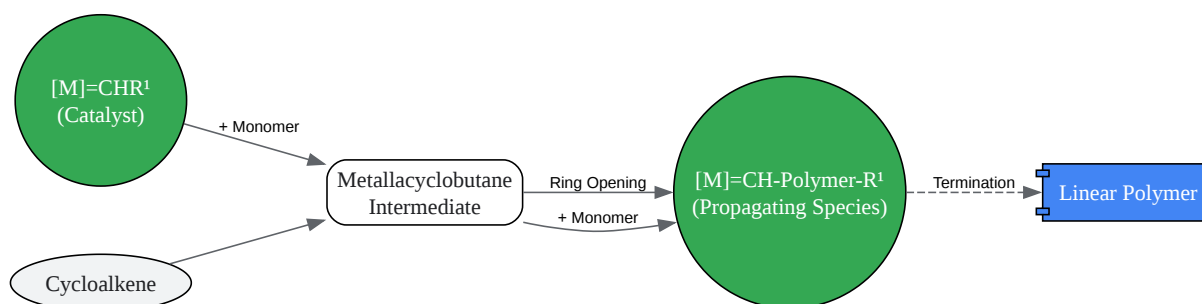 [M]=CHR¹
(Catalyst)
+ Monomer
Cycloalkene
Metallacyclobutane
Intermediate
Ring Opening
+ Monomer
[M]=CH-Polymer-R¹
(Propagating Species)
Termination
Linear Polymer